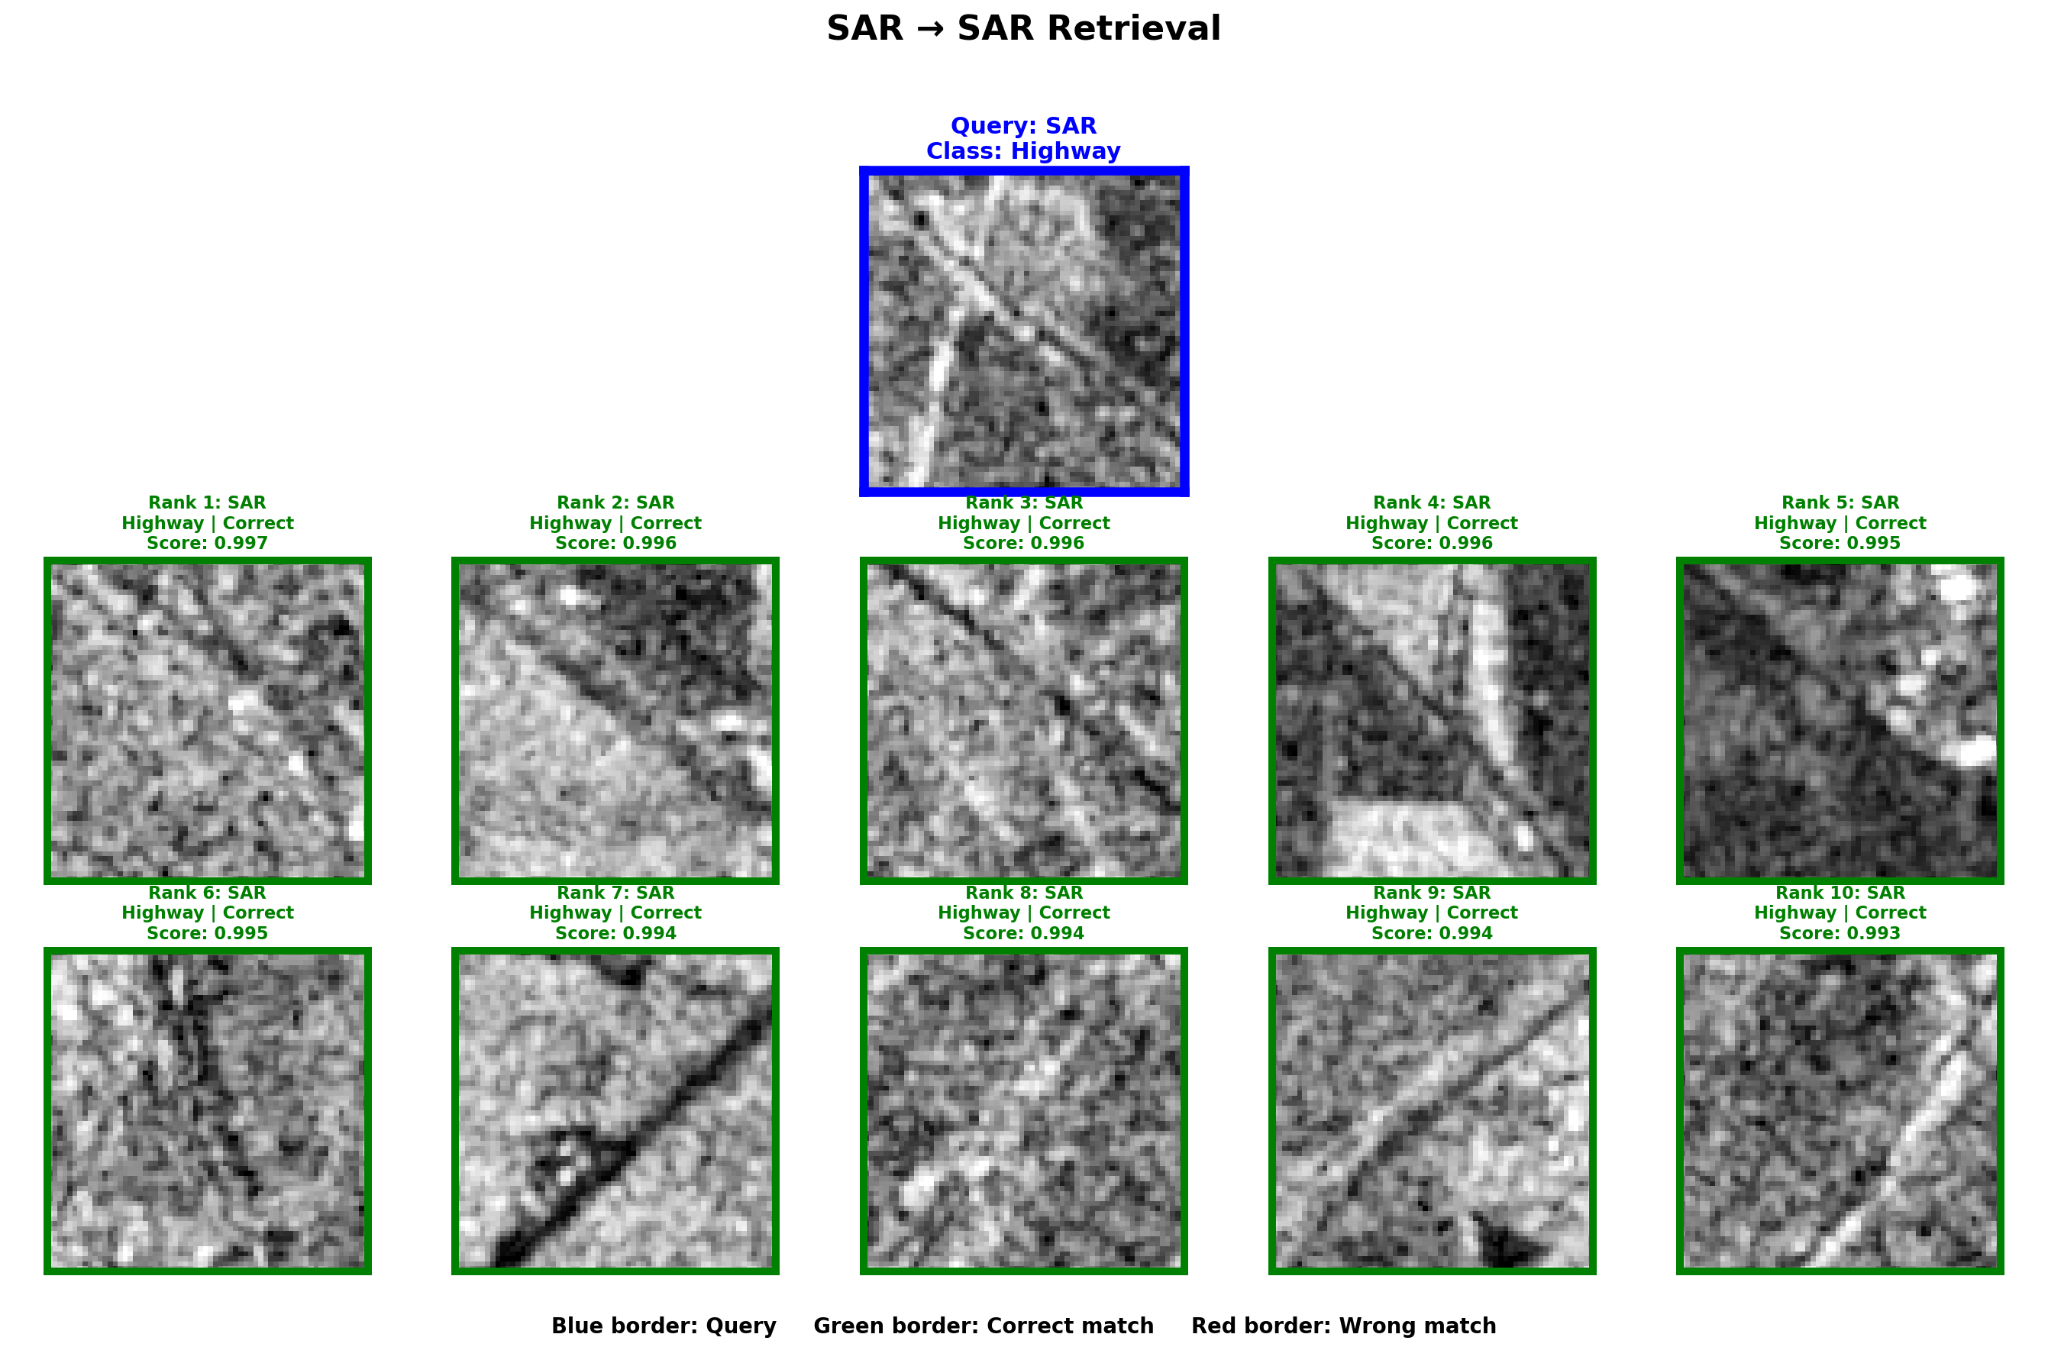 SAR → SAR Retrieval
Query: SAR
Class: Highway
Rank 1: SAR
Highway | Correct
Score: 0.997
Rank 2: SAR
Highway | Correct
Score: 0.996
Rank 3: SAR
Highway | Correct
Score: 0.996
Rank 4: SAR
Highway | Correct
Score: 0.996
Rank 5: SAR
Highway | Correct
Score: 0.995
Rank 6: SAR
Highway | Correct
Score: 0.995
Rank 7: SAR
Highway | Correct
Score: 0.994
Rank 8: SAR
Highway | Correct
Score: 0.994
Rank 9: SAR
Highway | Correct
Score: 0.994
Rank 10: SAR
Highway | Correct
Score: 0.993
Blue border: Query Green border: Correct match Red border: Wrong match